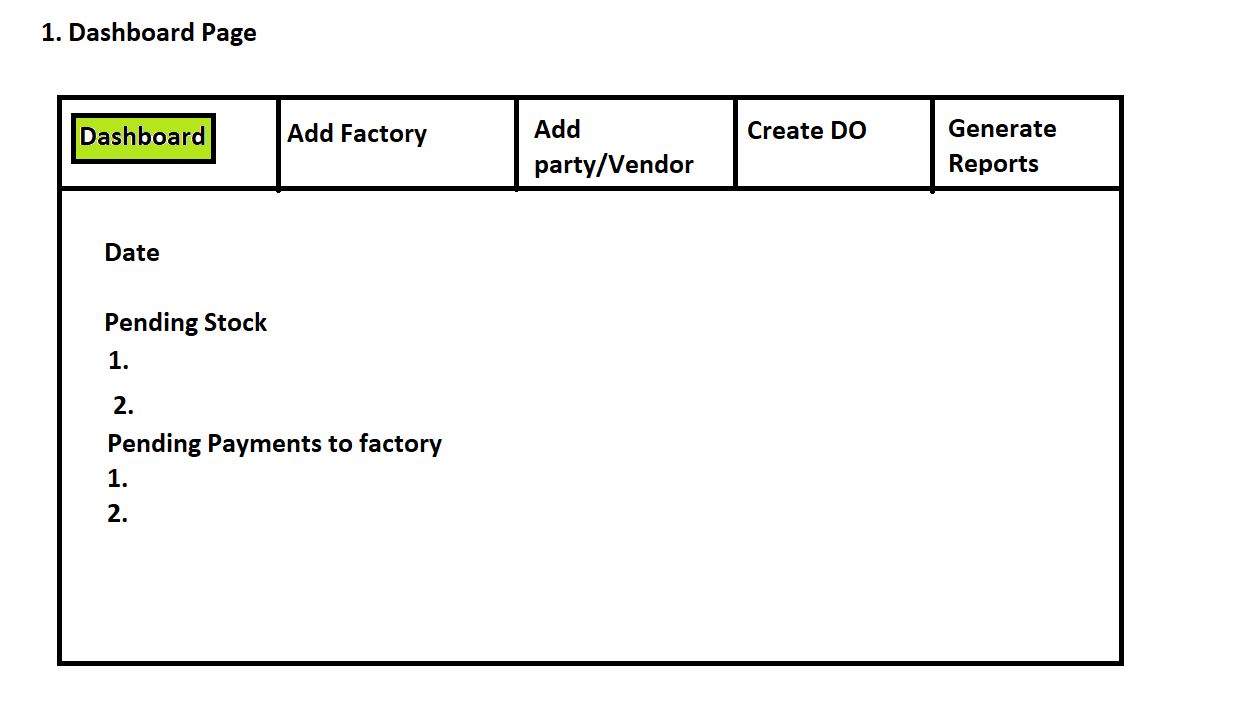 1. Dashboard Page
Dashboard
Add Factory
Add
party/Vendor
Create DO
Generate
Reports
Date
Pending Stock
1.
2.
Pending Payments to factory
1.
2.